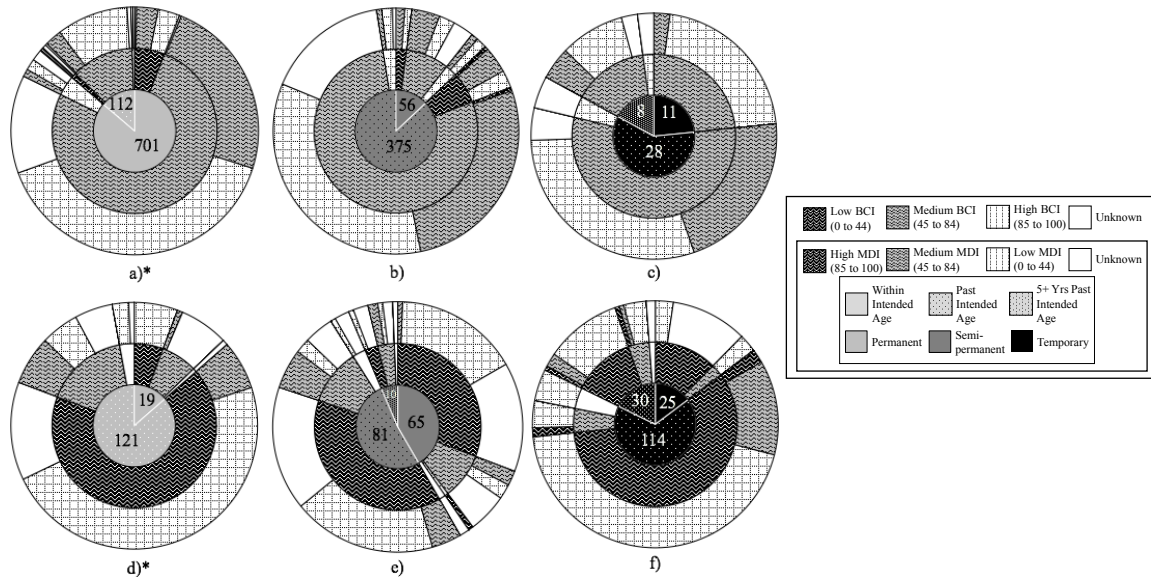 112
701
a)*
56
375
b)
8
11
28
c)
Low BCI
(0 to 44)
Medium BCI
(45 to 84)
High BCI
(85 to 100)
Unknown
High MDI
(85 to 100)
Medium MDI
(45 to 84)
Low MDI
(0 to 44)
Unknown
Within
Intended
Age
Past
Intended
Age
5+ Yrs Past
Intended
Age
Permanent
Semi-
permanent
Temporary
19
121
d)*
10
65
81
e)
30
25
114
f)